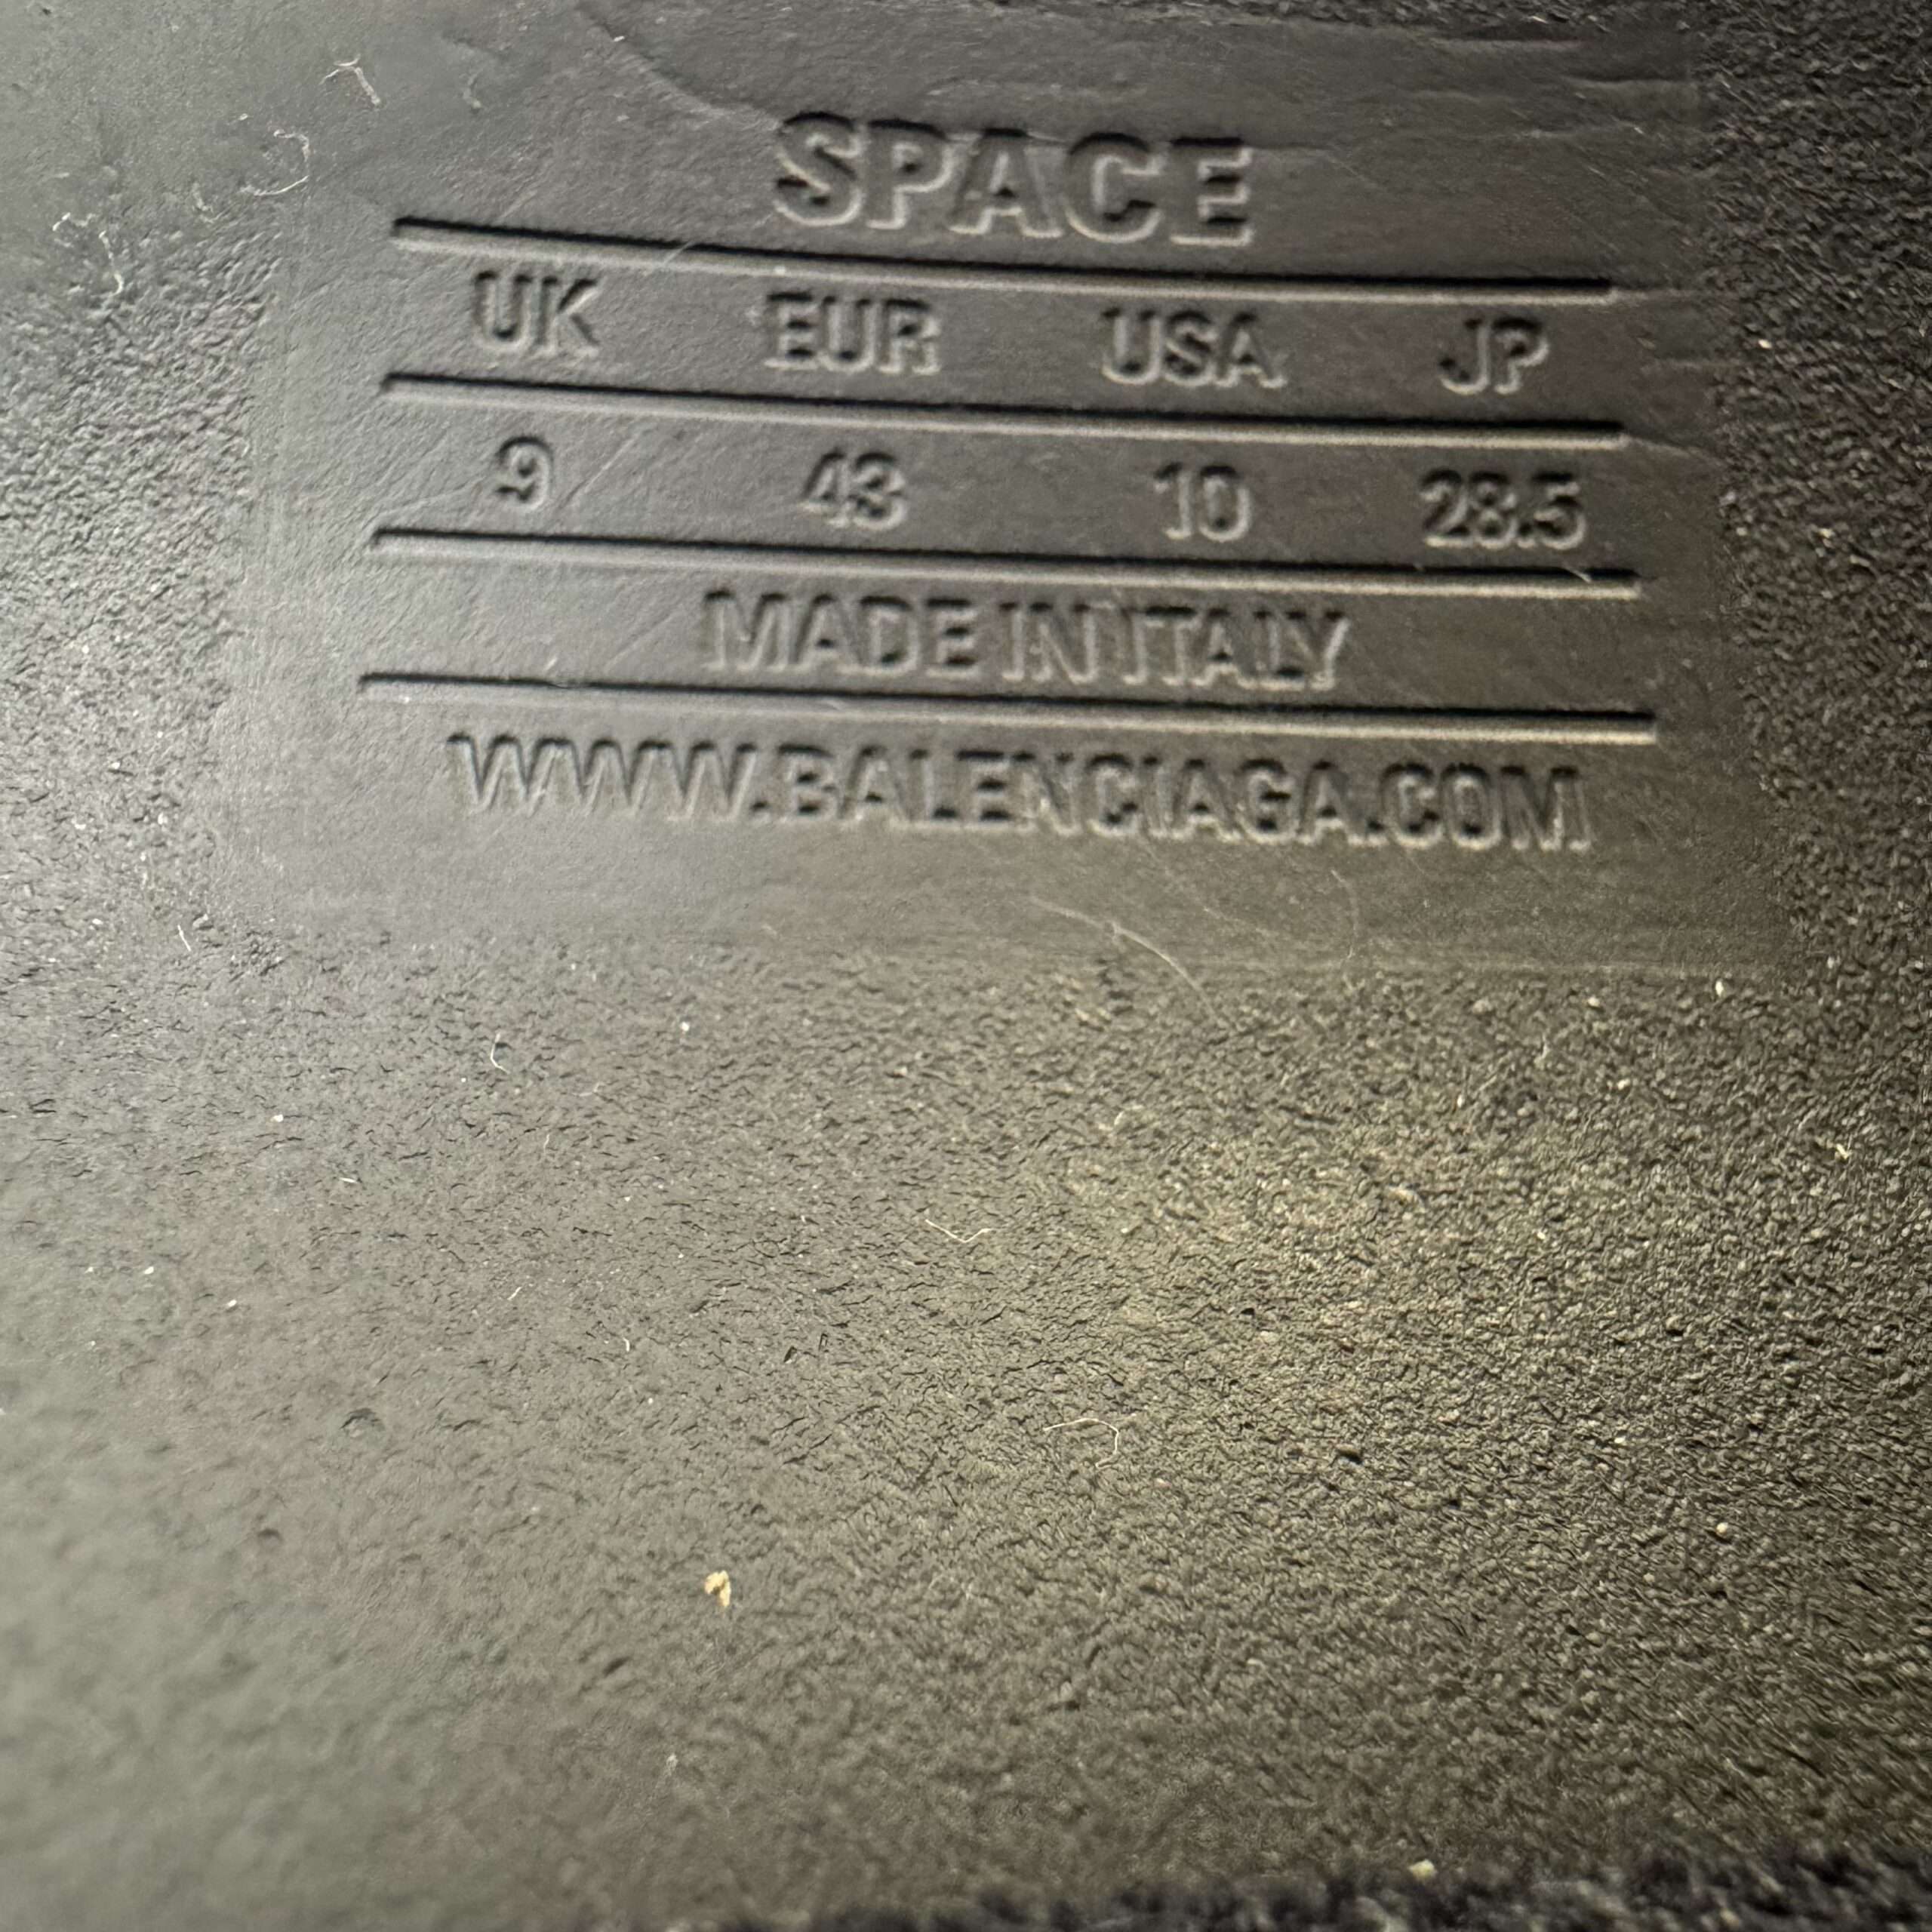 SPACE
UK EUR USA JP
9 43 10 28.5
MADE IN ITALY
WWW.BALENCIAGA.COM